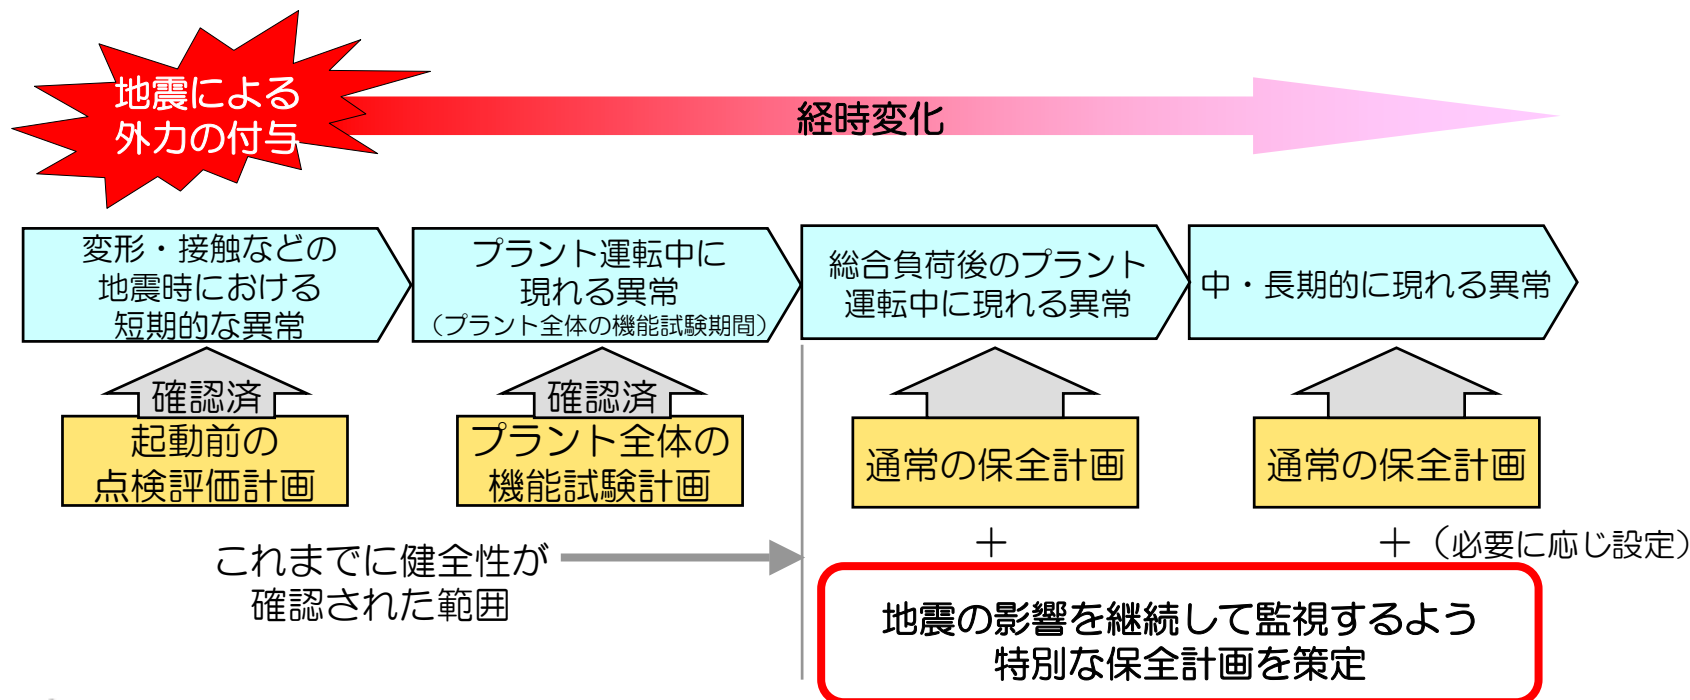 地震による
外力の付与
経時変化
変形・接触などの
地震時における
短期的な異常
プラント運転中に
現れる異常
（プラント全体の機能試験期間）
総合負荷後のプラント
運転中に現れる異常
中・長期的に現れる異常
確認済
確認済
起動前の
点検評価計画
プラント全体の
機能試験計画
通常の保全計画
通常の保全計画
＋
＋（必要に応じ設定）
これまでに健全性が
確認された範囲
地震の影響を継続して監視するよう
特別な保全計画を策定